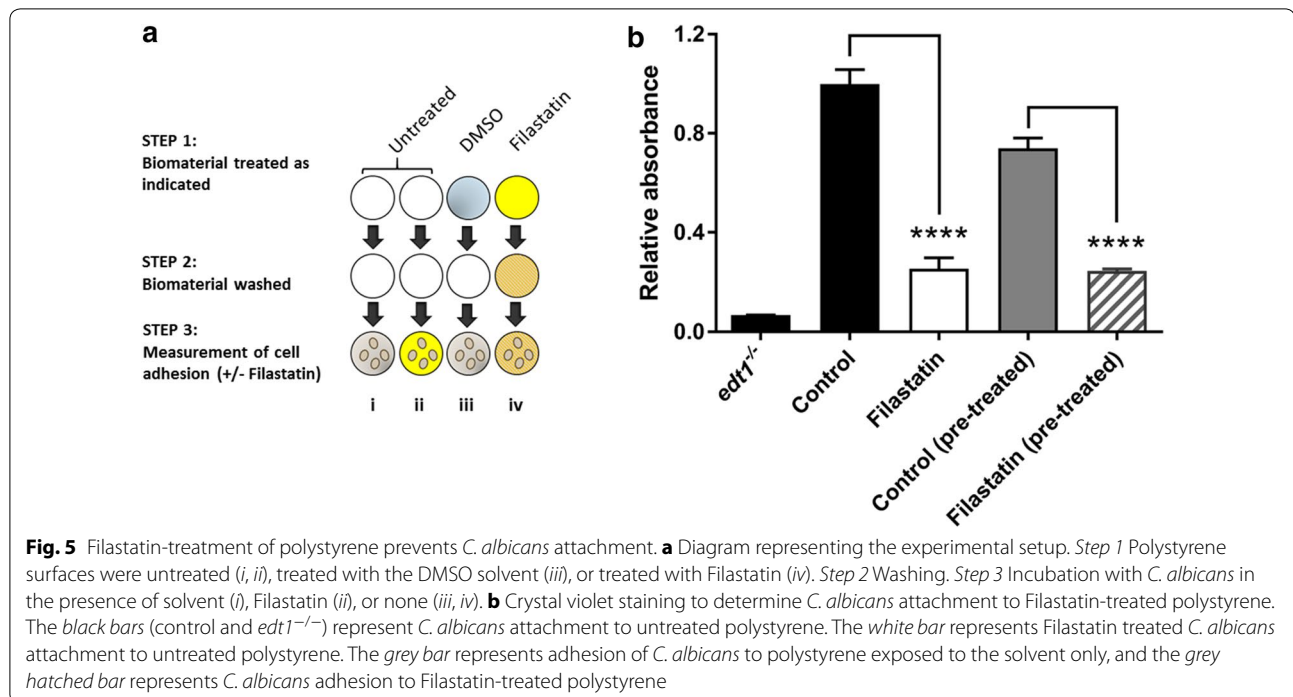 a
Untreated
DMSO
Filastatin
STEP 1:
Biomaterial treated as
indicated
STEP 2:
Biomaterial washed
STEP 3:
Measurement of cell
adhesion (+/- Filastatin)
i ii iii iv
b
Relative absorbance
1.2
0.8
0.4
0.0
****
****
edt1-/-
Control
Filastatin
Control (pre-treated)
Filastatin (pre-treated)
Fig. 5 Filastatin-treatment of polystyrene prevents C. albicans attachment. a Diagram representing the experimental setup. Step 1 Polystyrene
surfaces were untreated (i, ii), treated with the DMSO solvent (iii), or treated with Filastatin (iv). Step 2 Washing. Step 3 Incubation with C. albicans in
the presence of solvent (i), Filastatin (ii), or none (iii, iv). b Crystal violet staining to determine C. albicans attachment to Filastatin-treated polystyrene.
The black bars (control and edt1−/−) represent C. albicans attachment to untreated polystyrene. The white bar represents Filastatin treated C. albicans
attachment to untreated polystyrene. The grey bar represents adhesion of C. albicans to polystyrene exposed to the solvent only, and the grey
hatched bar represents C. albicans adhesion to Filastatin-treated polystyrene